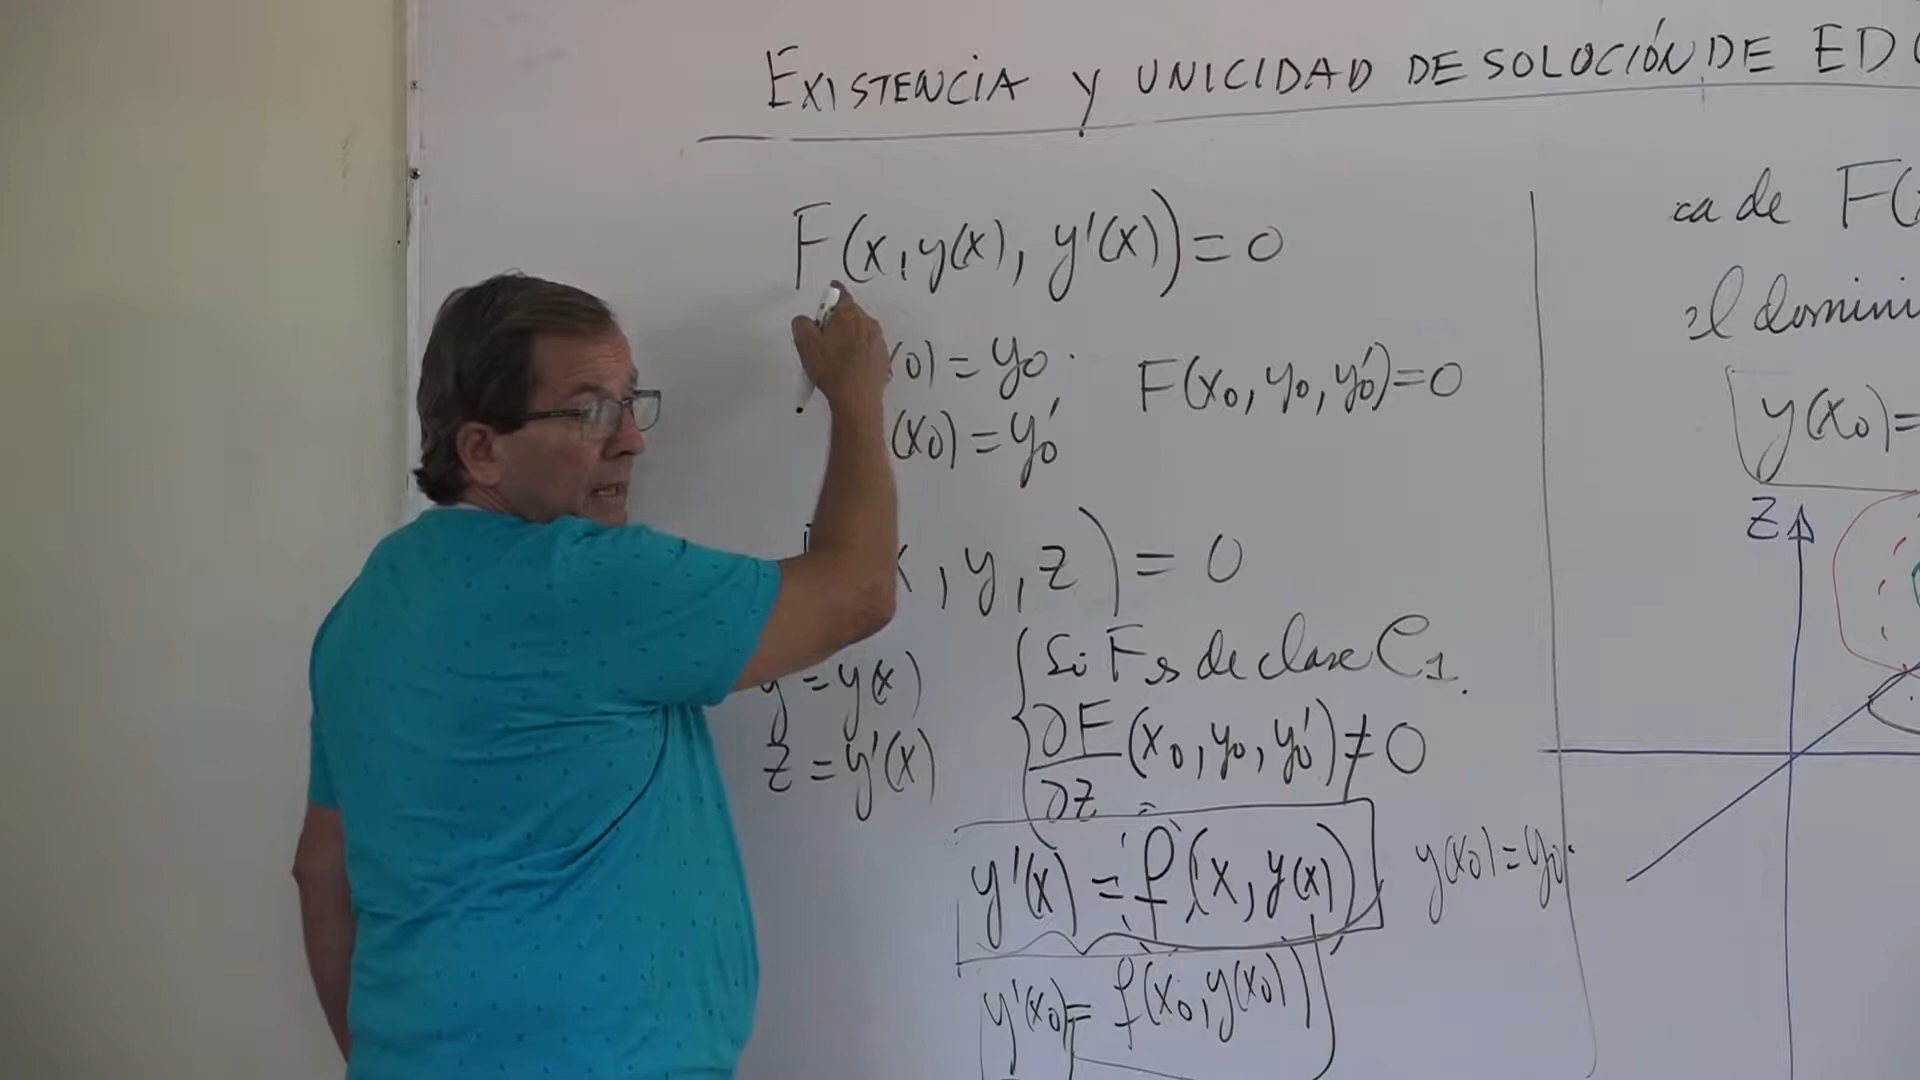 EXISTENCIA Y UNICIDAD DE SOLUCIÓN DE ED
F(x, y(x), y'(x)) = 0
(x0) = y0
F(x0, y0, y0') = 0
(x0) = y0'
x, y, z) = 0
y = y(x)
z = y'(x)
Si F es de clase C1.
∂F/∂z (x0, y0, y0') ≠ 0
y'(x) = f(x, y(x))
y(x0) = y0
y'(x0) = f(x0, y(x0))
ca de F(
el domini
y(x0) =
Z